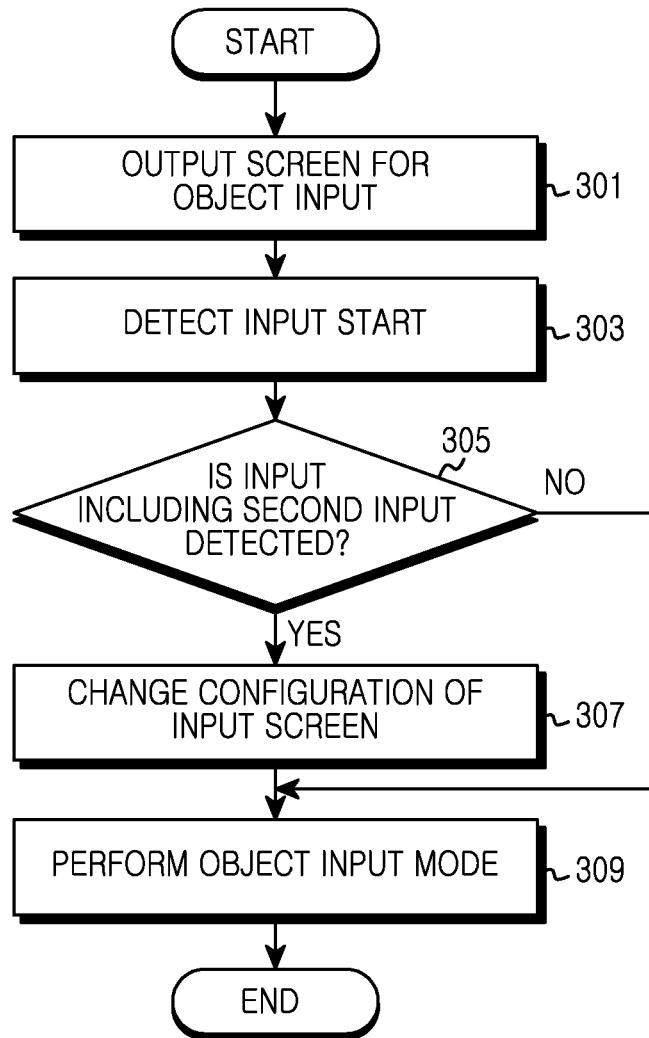 START
OUTPUT SCREEN FOR
OBJECT INPUT
301
DETECT INPUT START
303
305
IS INPUT
INCLUDING SECOND INPUT
DETECTED?
NO
YES
CHANGE CONFIGURATION OF
INPUT SCREEN
307
PERFORM OBJECT INPUT MODE
309
END